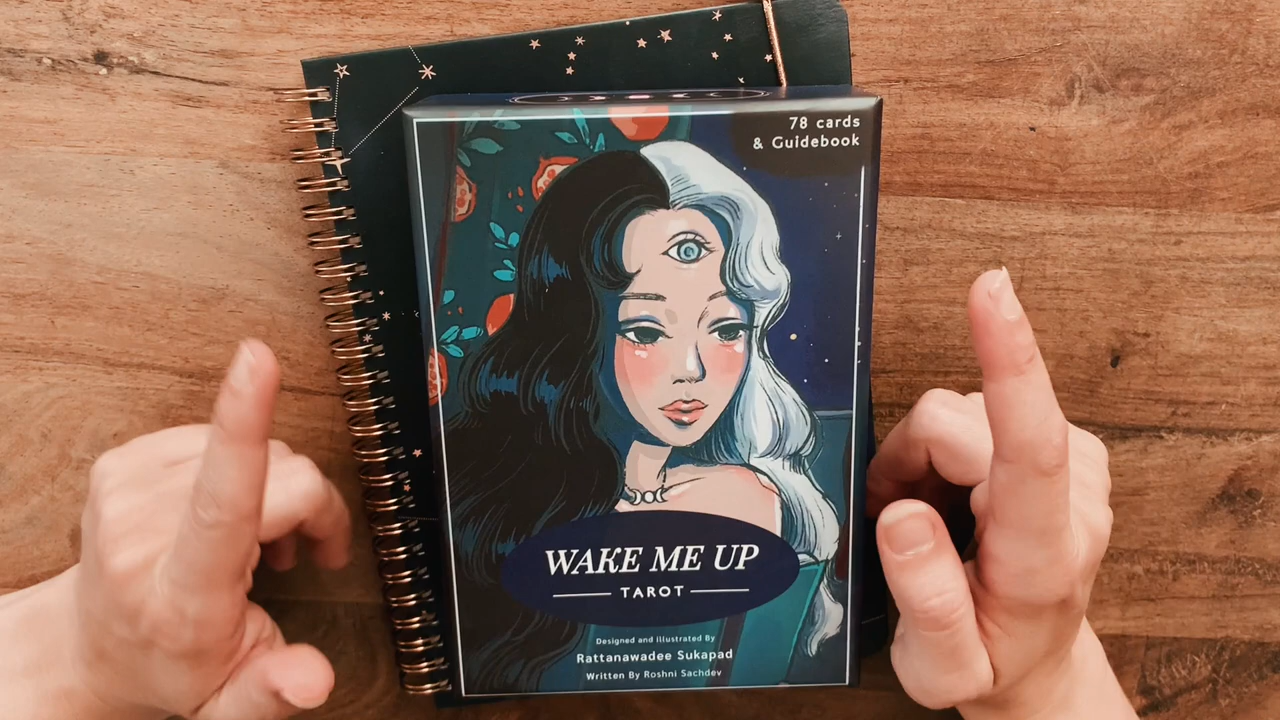 78 cards
& Guidebook
WAKE ME UP
TAROT
Designed and Illustrated By
Rattanawadee Sukapad
Written By Roshni Sachdev